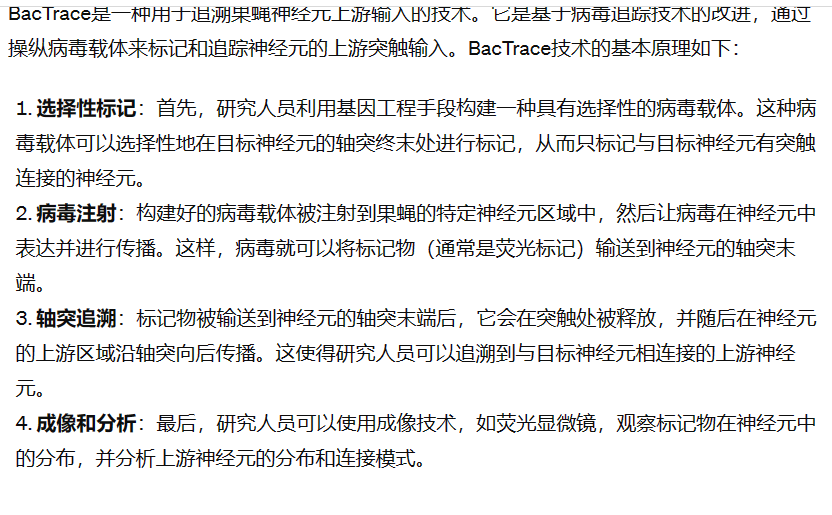 BacTrace是一种用于追溯果蝇神经元上游输入的技术。它是基于病毒追踪技术的改进，通过
操纵病毒载体来标记和追踪神经元的上游突触输入。BacTrace技术的基本原理如下：
1. 选择性标记：首先，研究人员利用基因工程手段构建一种具有选择性的病毒载体。这种病
毒载体可以选择性地在目标神经元的轴突终末处进行标记，从而只标记与目标神经元有突触
连接的神经元。
2. 病毒注射：构建好的病毒载体被注射到果蝇的特定神经元区域中，然后让病毒在神经元中
表达并进行传播。这样，病毒就可以将标记物（通常是荧光标记）输送到神经元的轴突末
端。
3. 轴突追溯：标记物被输送到神经元的轴突末端后，它会在突触处被释放，并随后在神经元
的上游区域沿轴突向后传播。这使得研究人员可以追溯到与目标神经元相连接的上游神经
元。
4. 成像和分析：最后，研究人员可以使用成像技术，如荧光显微镜，观察标记物在神经元中
的分布，并分析上游神经元的分布和连接模式。